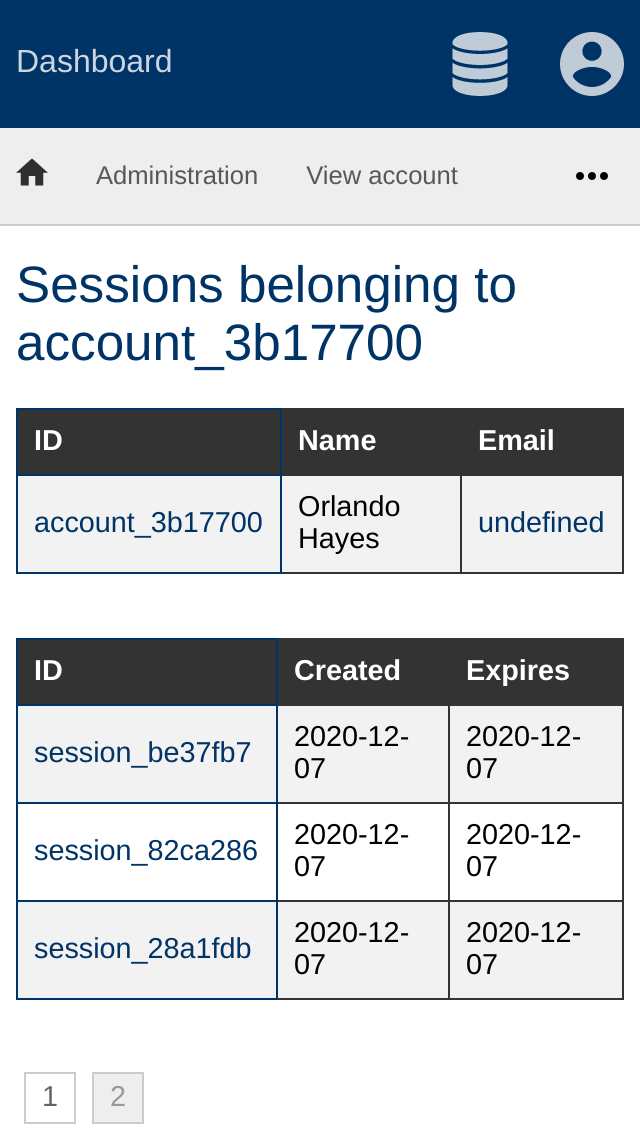 Dashboard
Administration View account
Sessions belonging to
account_3b17700
ID Name Email
account_3b17700 Orlando Hayes undefined
ID Created Expires
session_be37fb7 2020-12-07 2020-12-07
session_82ca286 2020-12-07 2020-12-07
session_28a1fdb 2020-12-07 2020-12-07
1 2